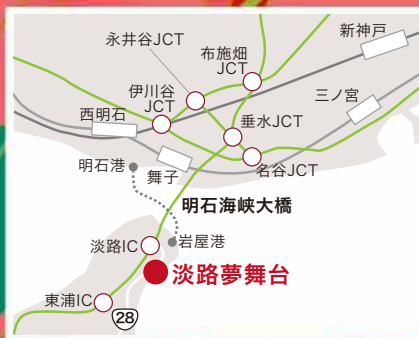 新神戸
永井谷JCT
布施畑
JCT
伊川谷
JCT
三ノ宮
西明石
垂水JCT
明石港
舞子
名谷JCT
明石海峡大橋
淡路IC
岩屋港
淡路夢舞台
東浦IC
28